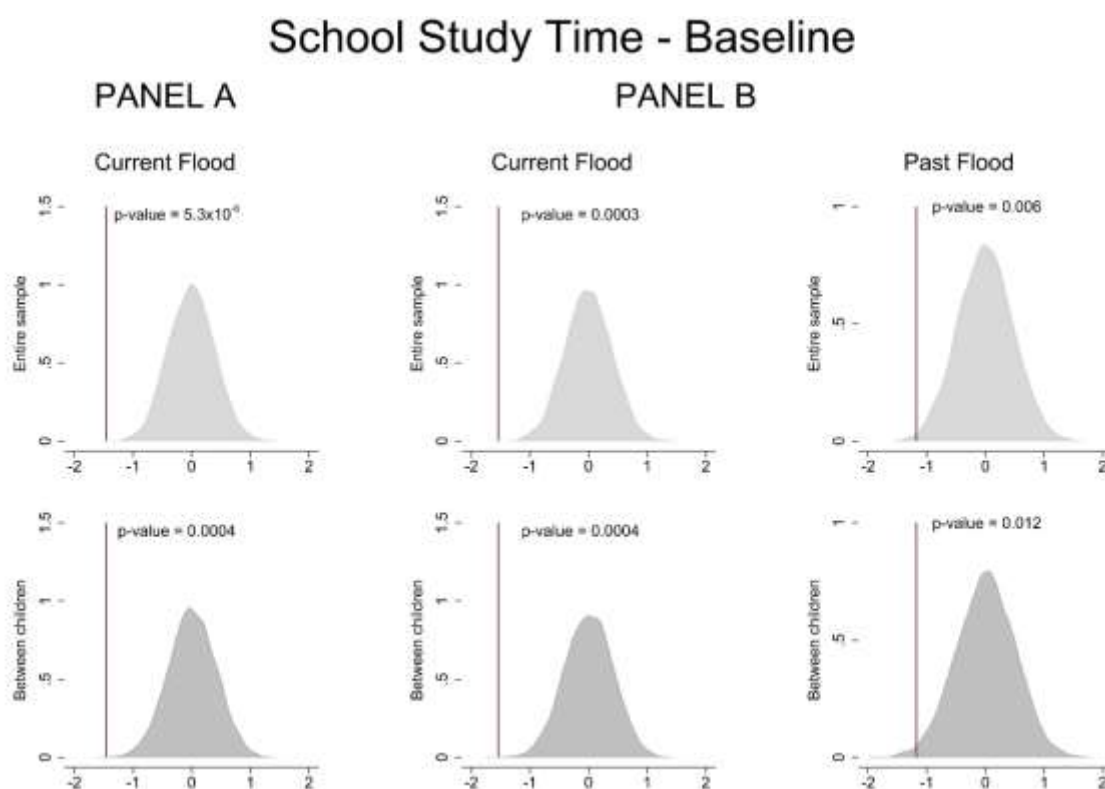 School Study Time - Baseline
PANEL A PANEL B
Current Flood Current Flood Past Flood
Entire sample
0 .5 1 1.5
p-value = 5.3x10⁻⁶
-2 -1 0 1 2
Entire sample
0 .5 1 1.5
p-value = 0.0003
-2 -1 0 1 2
Entire sample
0 .5 1
p-value = 0.006
-2 -1 0 1 2
Between children
0 .5 1 1.5
p-value = 0.0004
-2 -1 0 1 2
Between children
0 .5 1 1.5
p-value = 0.0004
-2 -1 0 1 2
Between children
0 .5 1
p-value = 0.012
-2 -1 0 1 2